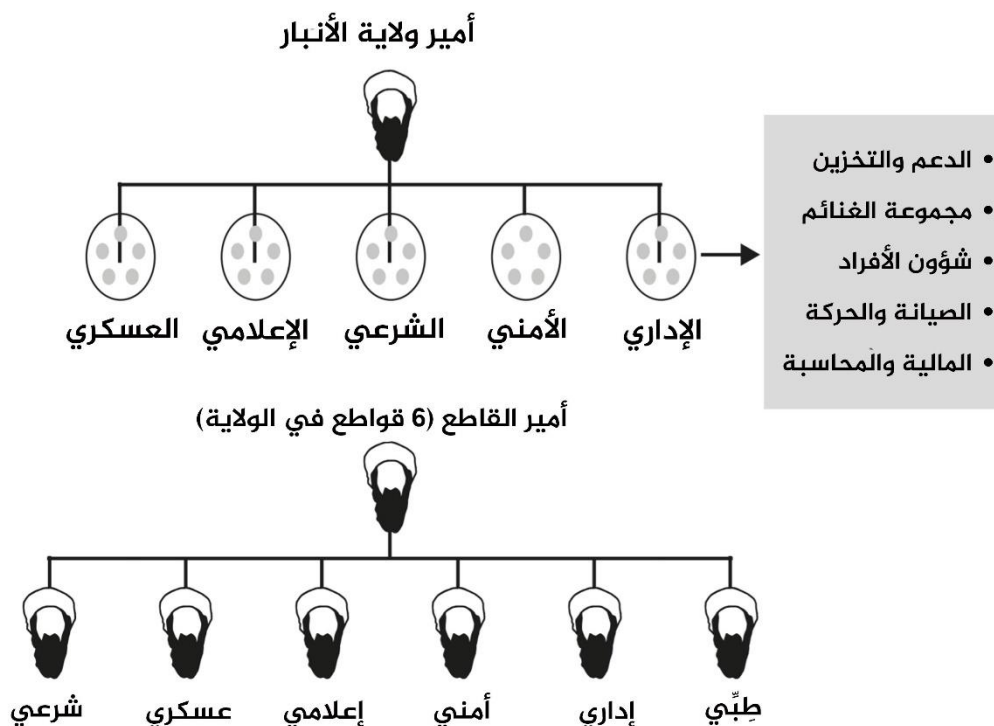 أمير ولاية الأنبار
الإداري
الأمني
الشرعي
الإعلامي
العسكري
• الدعم والتخزين
• مجموعة الغنائم
• شؤون الأفراد
• الصيانة والحركة
• المالية والمحاسبة
أمير القاطع (6 قواطع في الولاية)
طِبِّي
إداري
أمني
إعلامي
عسكري
شرعي